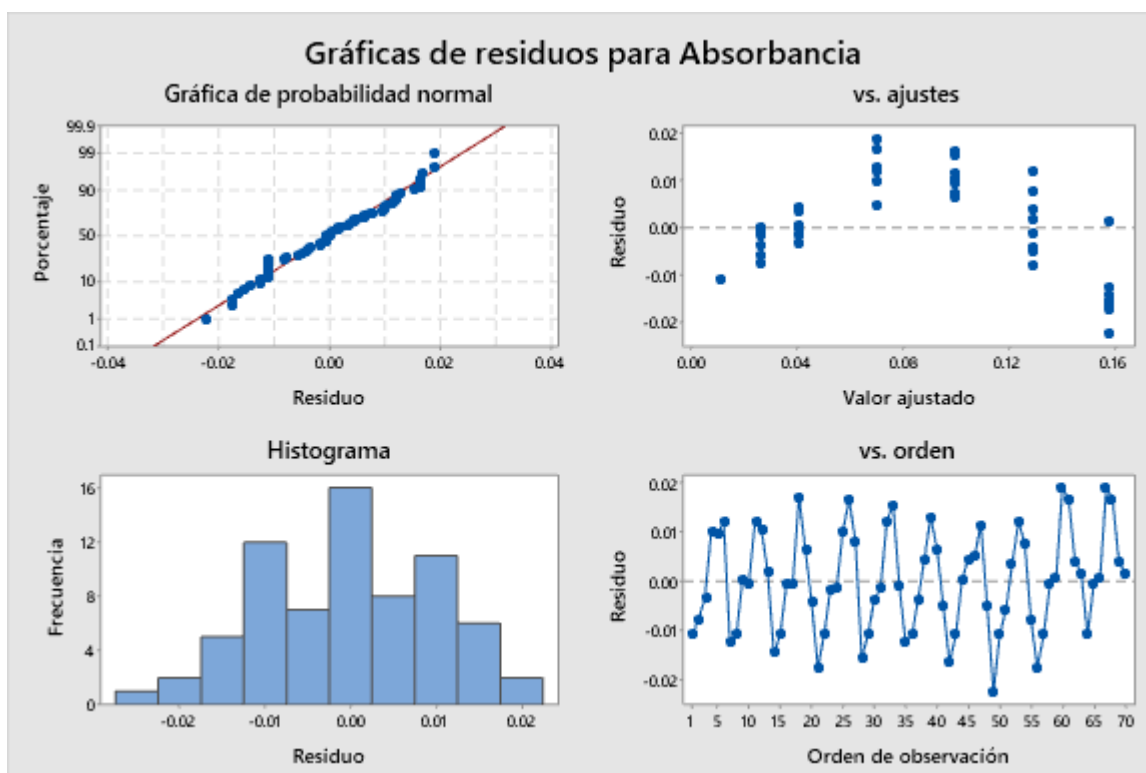 Gráficas de residuos para Absorbancia
Gráfica de probabilidad normal
99.9
99
90
50
10
1
0.1
Porcentaje
-0.04 -0.02 0.00 0.02 0.04
Residuo
vs. ajustes
0.02
0.01
0.00
-0.01
-0.02
Residuo
0.00 0.04 0.08 0.12 0.16
Valor ajustado
Histograma
16
12
8
4
0
Frecuencia
-0.02 -0.01 0.00 0.01 0.02
Residuo
vs. orden
0.02
0.01
0.00
-0.01
-0.02
Residuo
1 5 10 15 20 25 30 35 40 45 50 55 60 65 70
Orden de observación